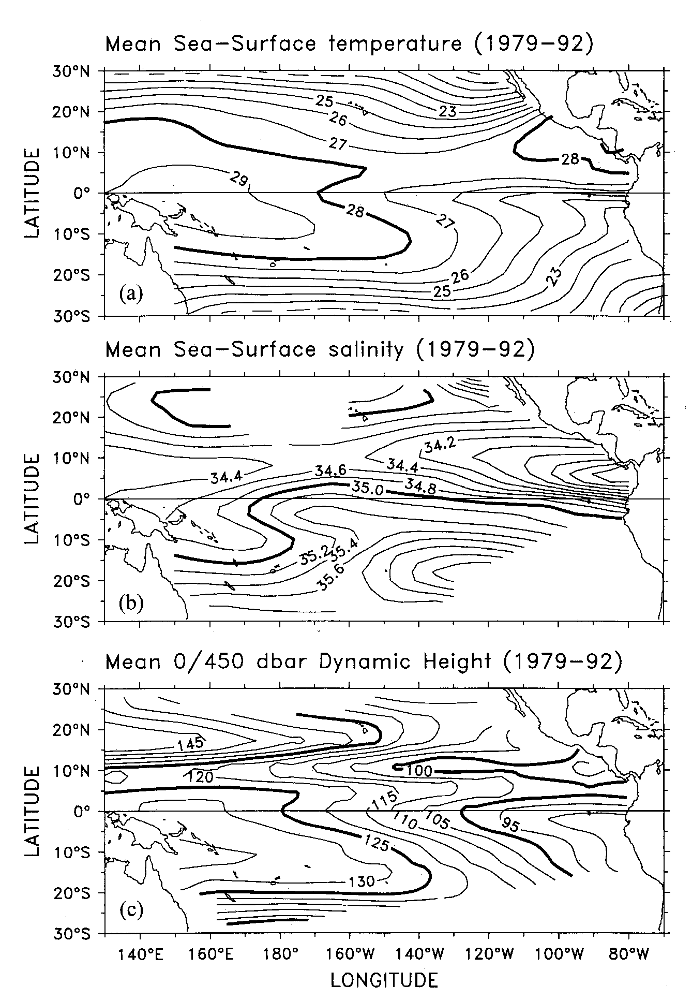 Mean Sea-Surface temperature (1979-92)
30°N
20°N
10°N
0°
10°S
20°S
30°S
LATITUDE
25
26
27
23
28
29
28
27
26
25
23
(a)
Mean Sea-Surface salinity (1979-92)
30°N
20°N
10°N
0°
10°S
20°S
30°S
LATITUDE
34.2
34.4
34.6
34.4
35.0
34.8
35.2
35.4
35.6
(b)
Mean 0/450 dbar Dynamic Height (1979-92)
30°N
20°N
10°N
0°
10°S
20°S
30°S
LATITUDE
145
120
100
115
110
105
95
125
130
(c)
140°E 160°E 180° 160°W 140°W 120°W 100°W 80°W
LONGITUDE